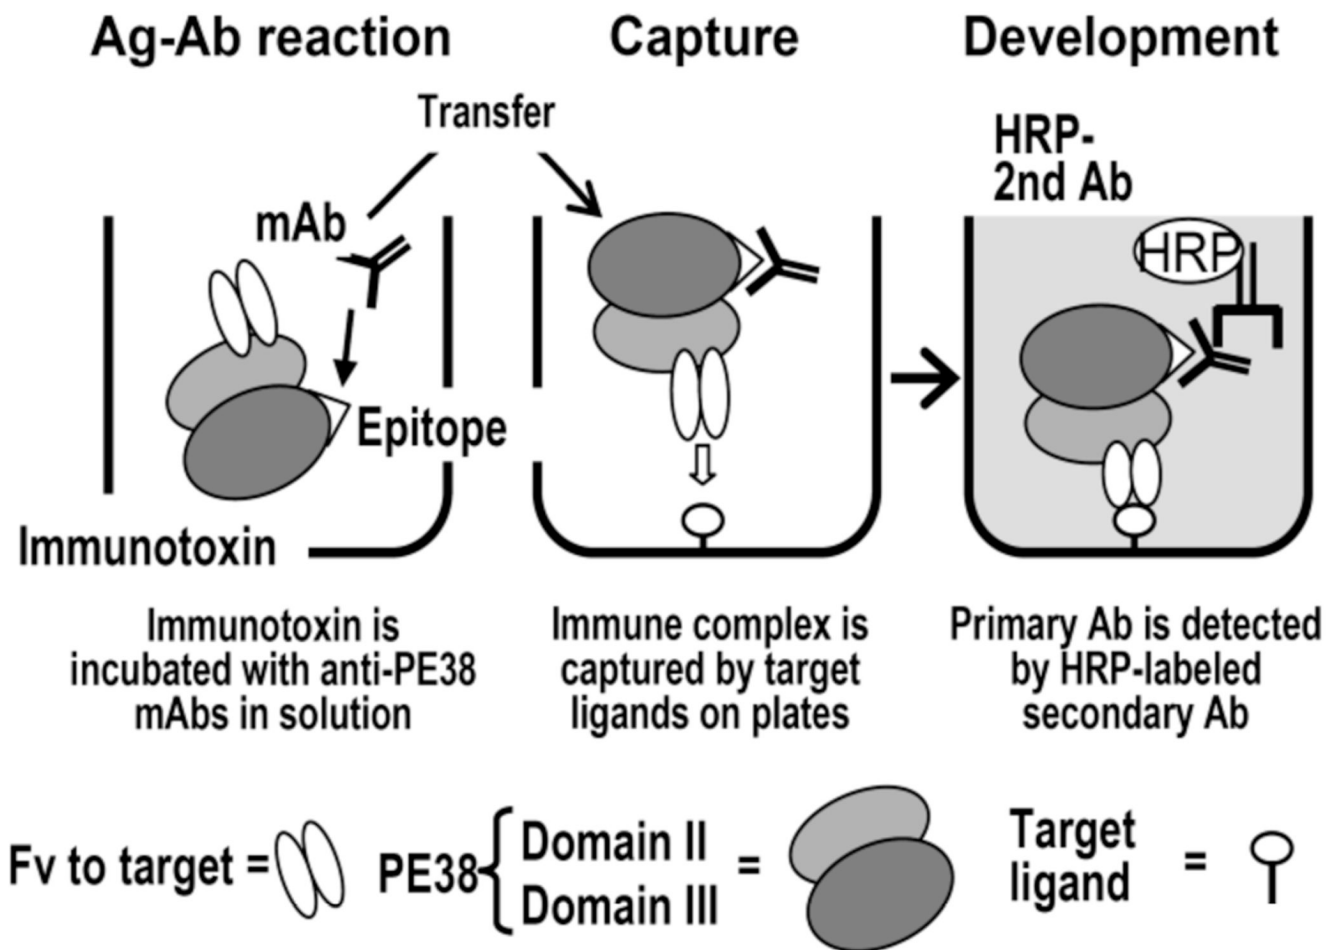 Ag-Ab reaction
Capture
Development
Transfer
HRP-
2nd Ab
mAb
HRP
Epitope
Immunotoxin
Immunotoxin is
incubated with anti-PE38
mAbs in solution
Immune complex is
captured by target
ligands on plates
Primary Ab is detected
by HRP-labeled
secondary Ab
Fv to target =
PE38
Domain II
Domain III
=
Target
ligand
=